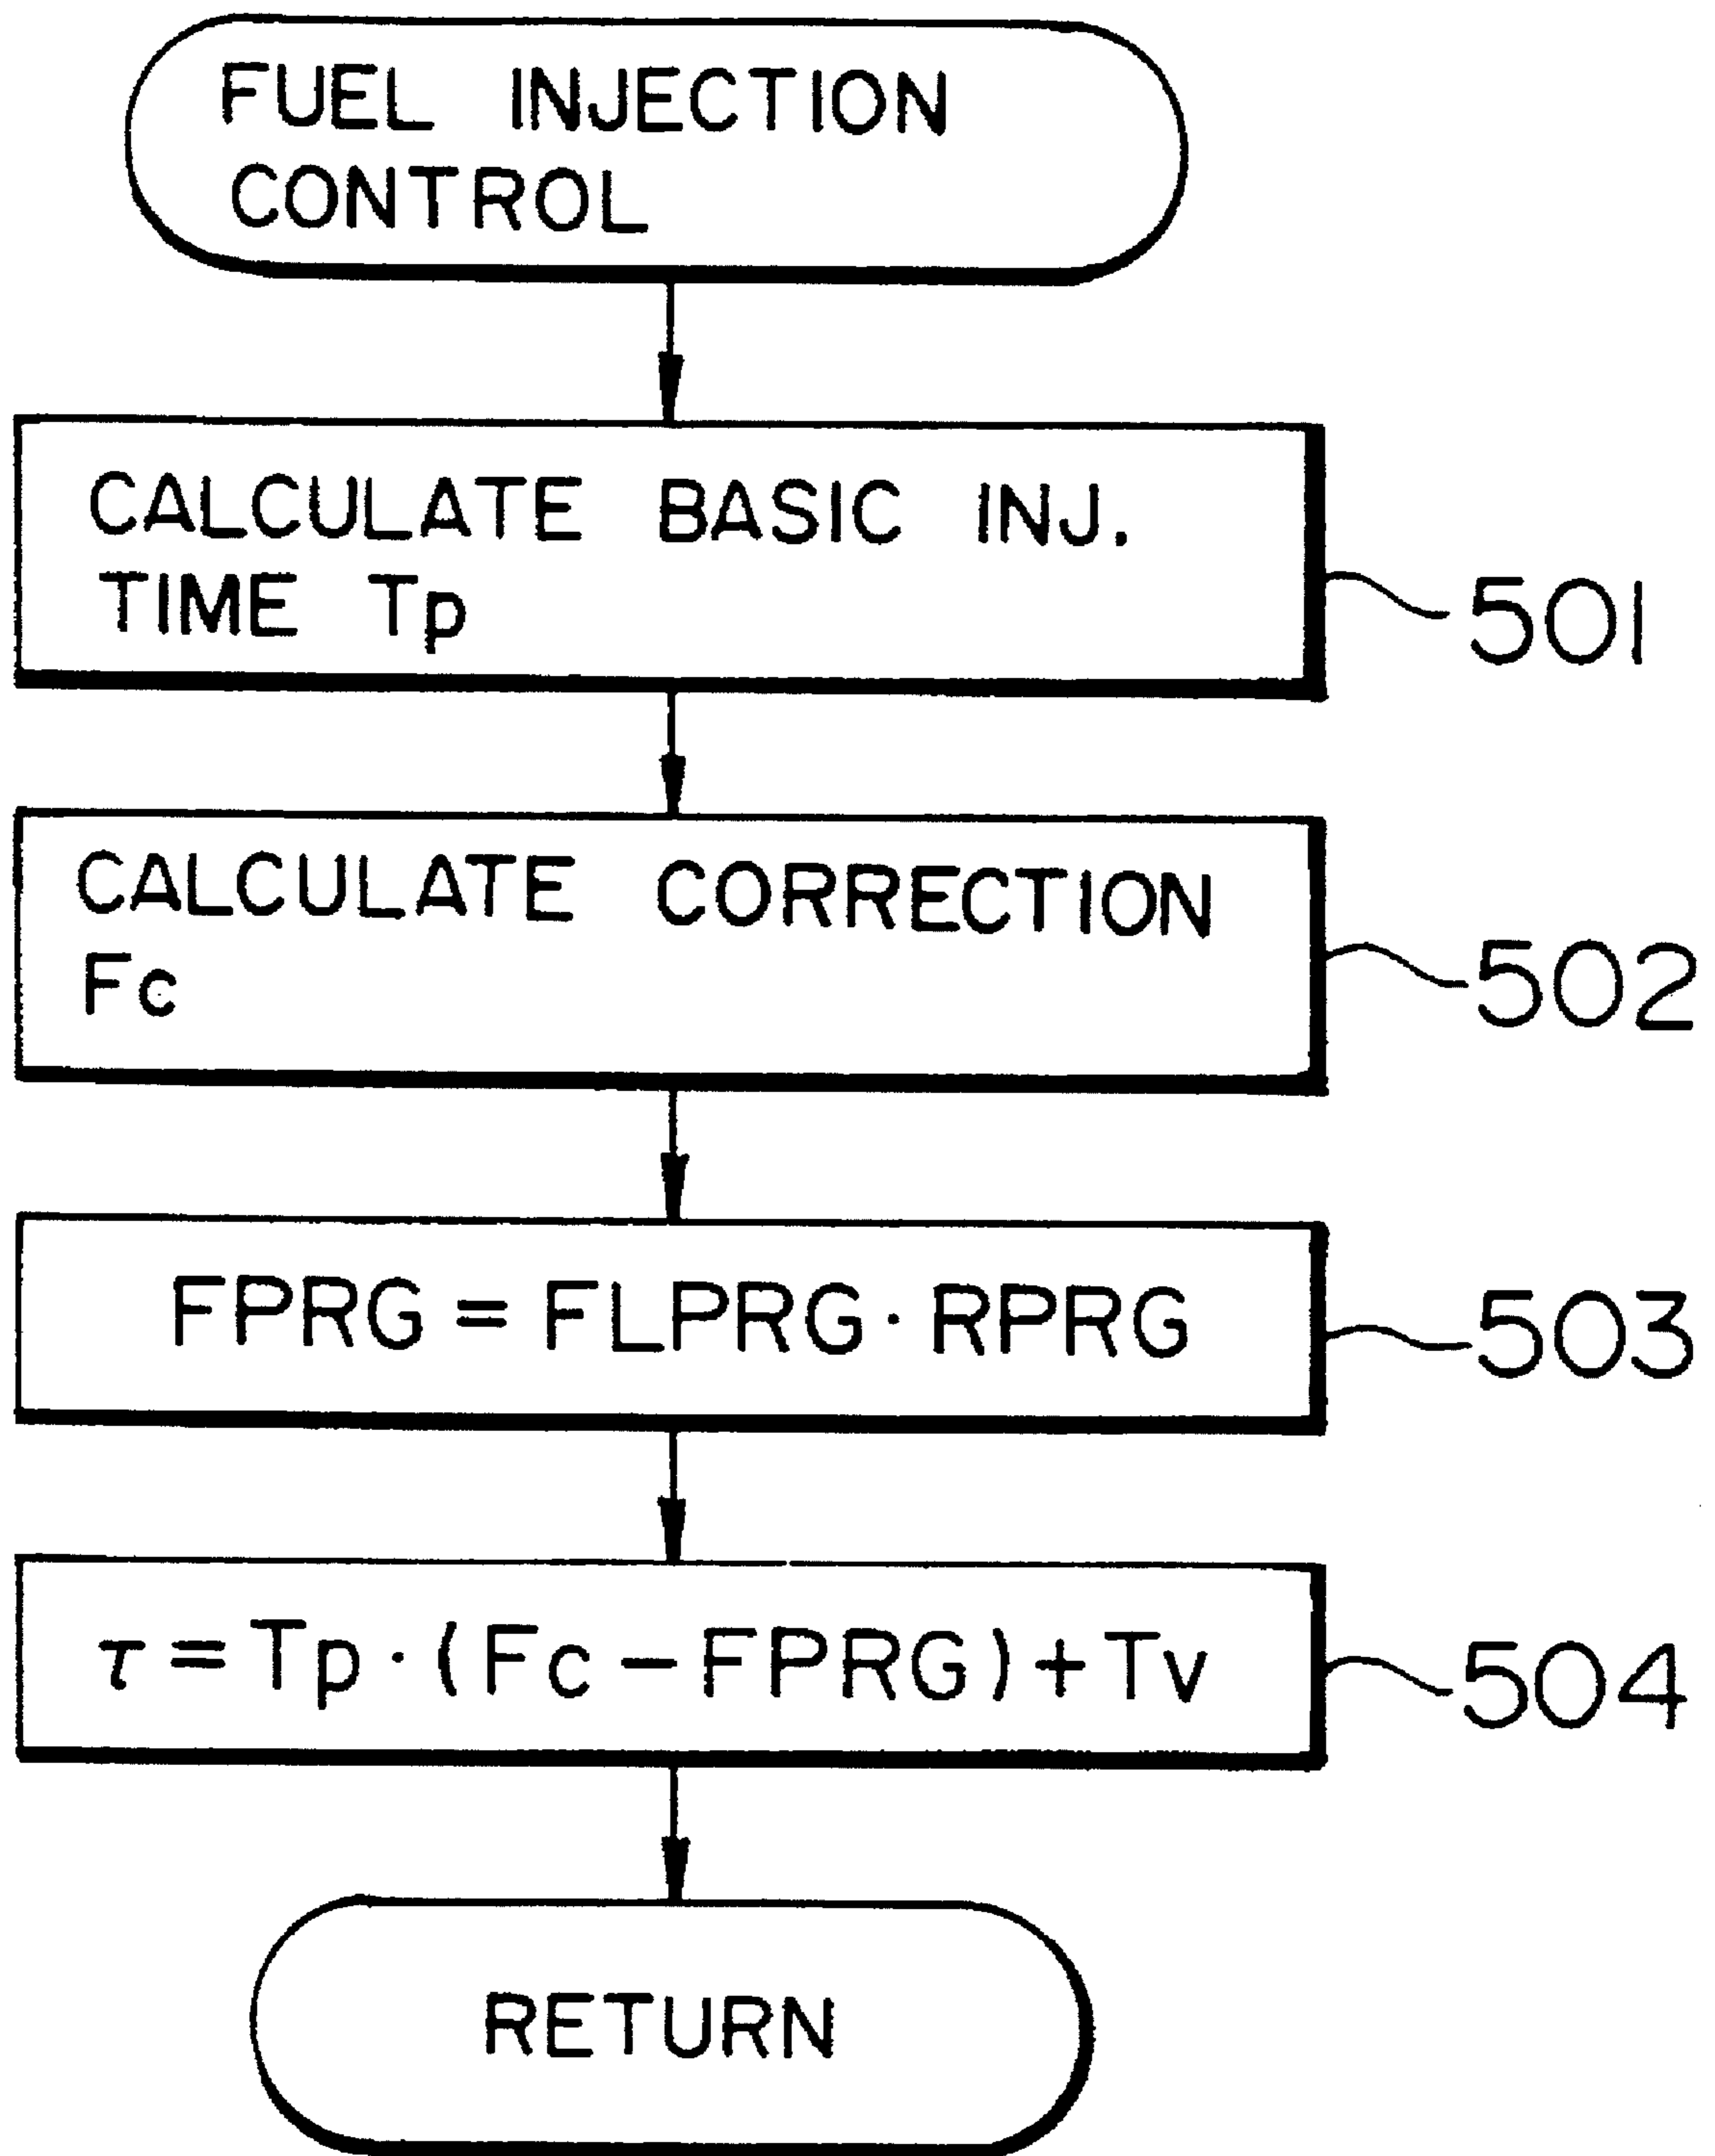 FUEL INJECTION
CONTROL
CALCULATE BASIC INJ.
TIME Tp
501
CALCULATE CORRECTION
Fc
502
FPRG = FLPRG · RPRG
503
τ = Tp · (Fc − FPRG) + Tv
504
RETURN